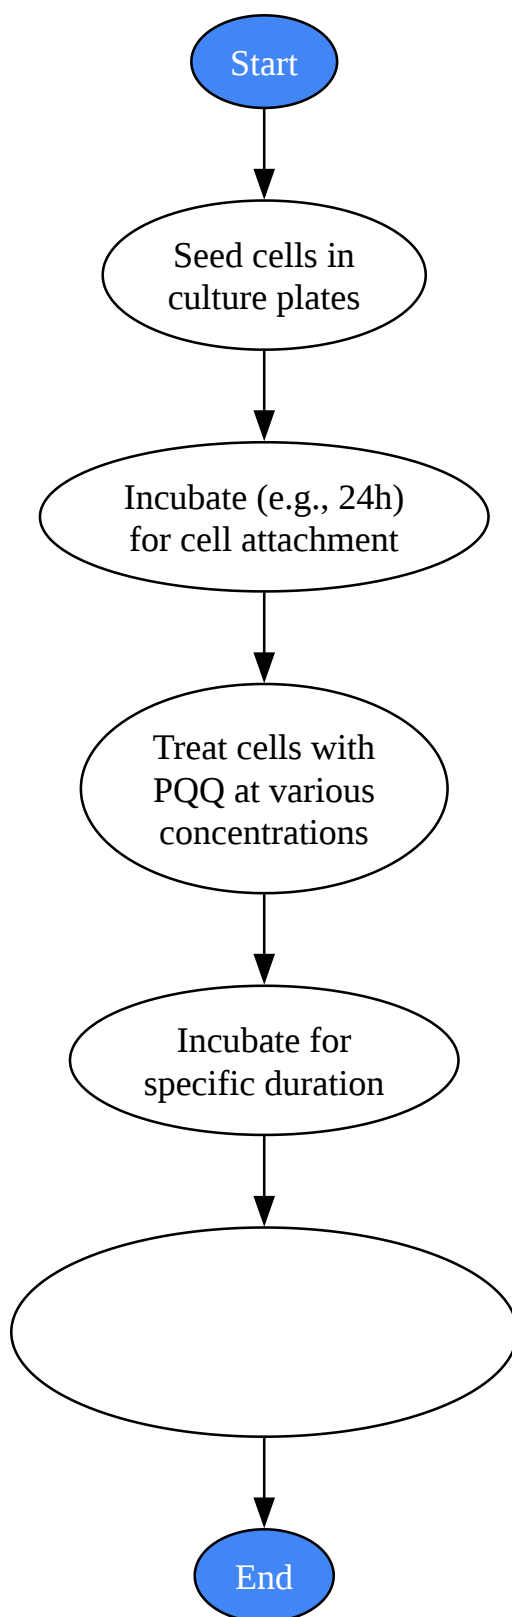 Start
Seed cells in
culture plates
Incubate (e.g., 24h)
for cell attachment
Treat cells with
PQQ at various
concentrations
Incubate for
specific duration
End